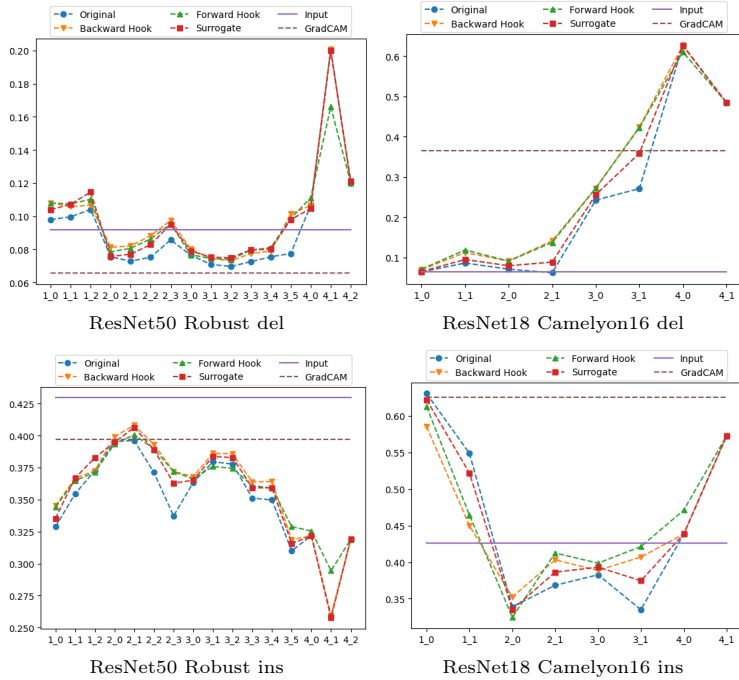 Original Forward Hook Input
Backward Hook Surrogate GradCAM
0.20
0.18
0.16
0.14
0.12
0.10
0.08
0.06
1_0 1_1 1_2 2_0 2_1 2_2 2_3 3_0 3_1 3_2 3_3 3_4 3_5 4_0 4_1 4_2
ResNet50 Robust del
Original Forward Hook Input
Backward Hook Surrogate GradCAM
0.6
0.5
0.4
0.3
0.2
0.1
1_0 1_1 2_0 2_1 3_0 3_1 4_0 4_1
ResNet18 Camelyon16 del
Original Forward Hook Input
Backward Hook Surrogate GradCAM
0.425
0.400
0.375
0.350
0.325
0.300
0.275
0.250
1_0 1_1 1_2 2_0 2_1 2_2 2_3 3_0 3_1 3_2 3_3 3_4 3_5 4_0 4_1 4_2
ResNet50 Robust ins
Original Forward Hook Input
Backward Hook Surrogate GradCAM
0.60
0.55
0.50
0.45
0.40
0.35
1_0 1_1 2_0 2_1 3_0 3_1 4_0 4_1
ResNet18 Camelyon16 ins